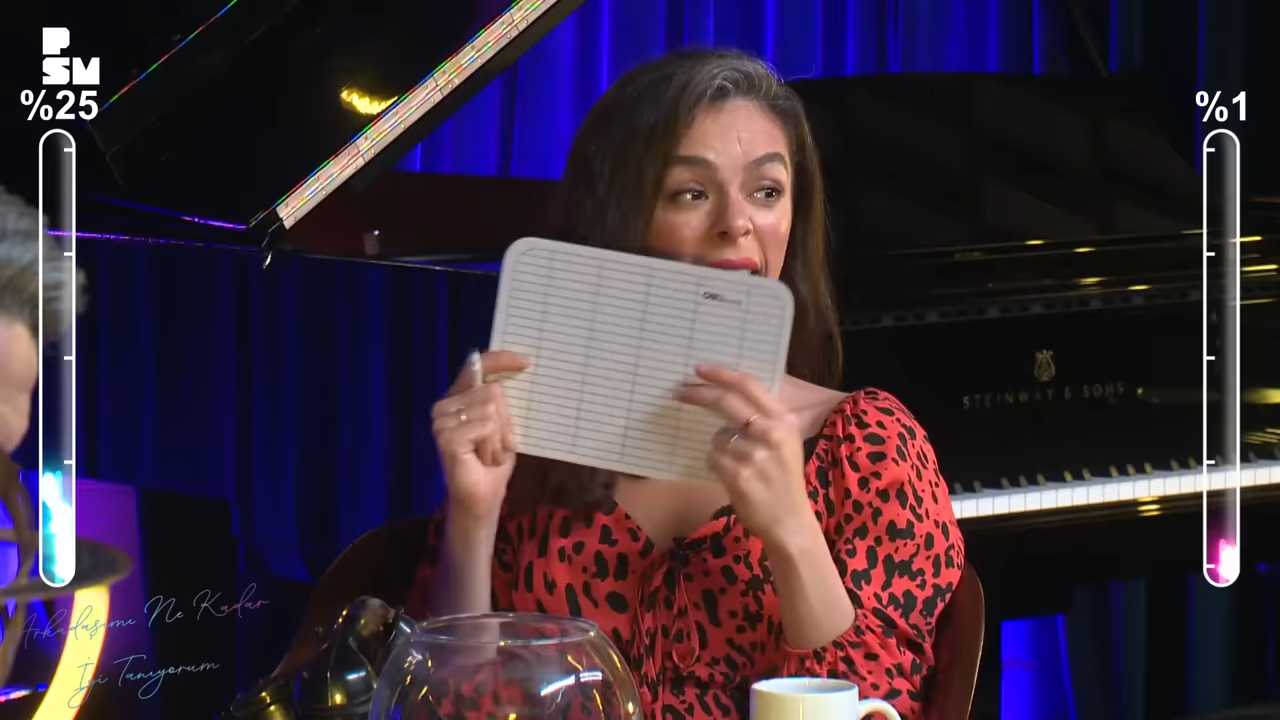 PSM
%25
%1
STEINWAY & SONS
Arkadaşımı Ne Kadar
İyi Tanıyorum